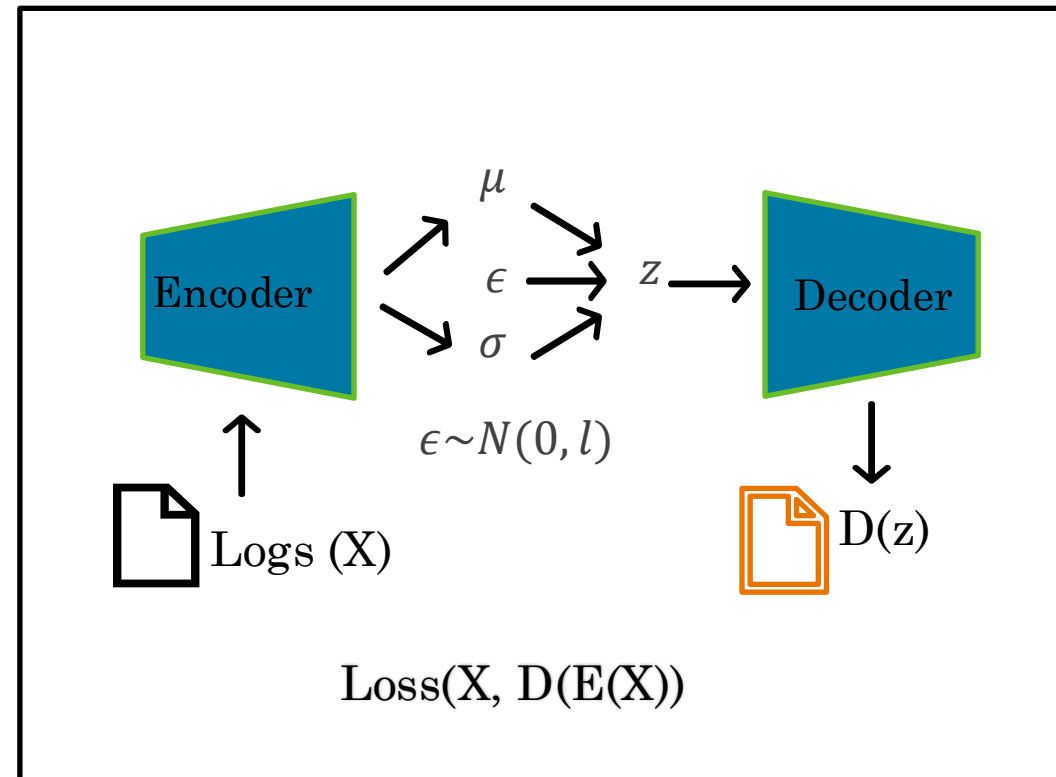 μ
Encoder
ϵ
z
Decoder
σ
ϵ~N(0, l)
Logs (X)
D(z)
Loss(X, D(E(X))